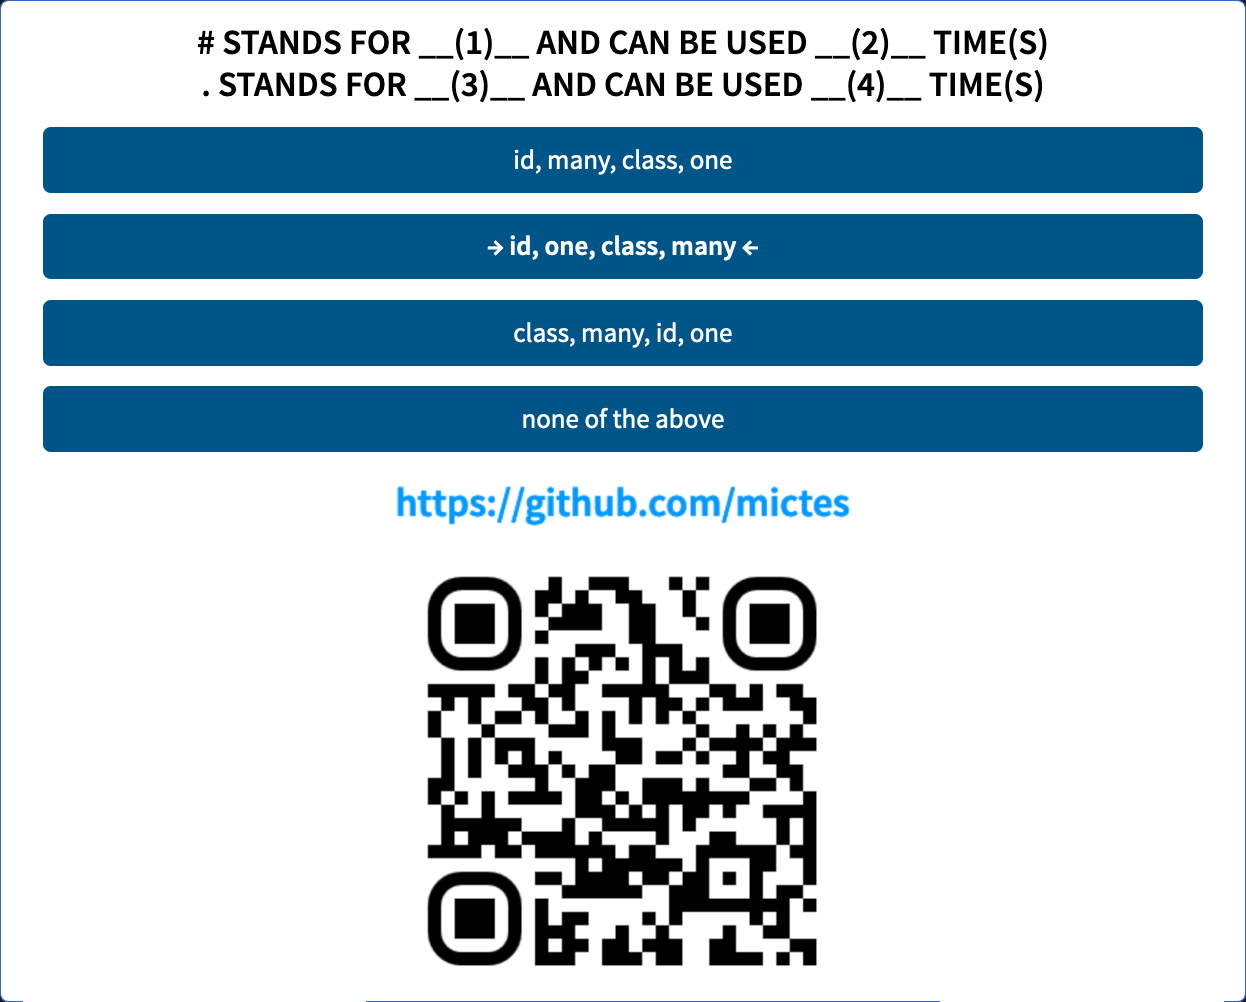 # STANDS FOR __(1)__ AND CAN BE USED __(2)__ TIME(S)
. STANDS FOR __(3)__ AND CAN BE USED __(4)__ TIME(S)
id, many, class, one
→ id, one, class, many ←
class, many, id, one
none of the above
https://github.com/mictes